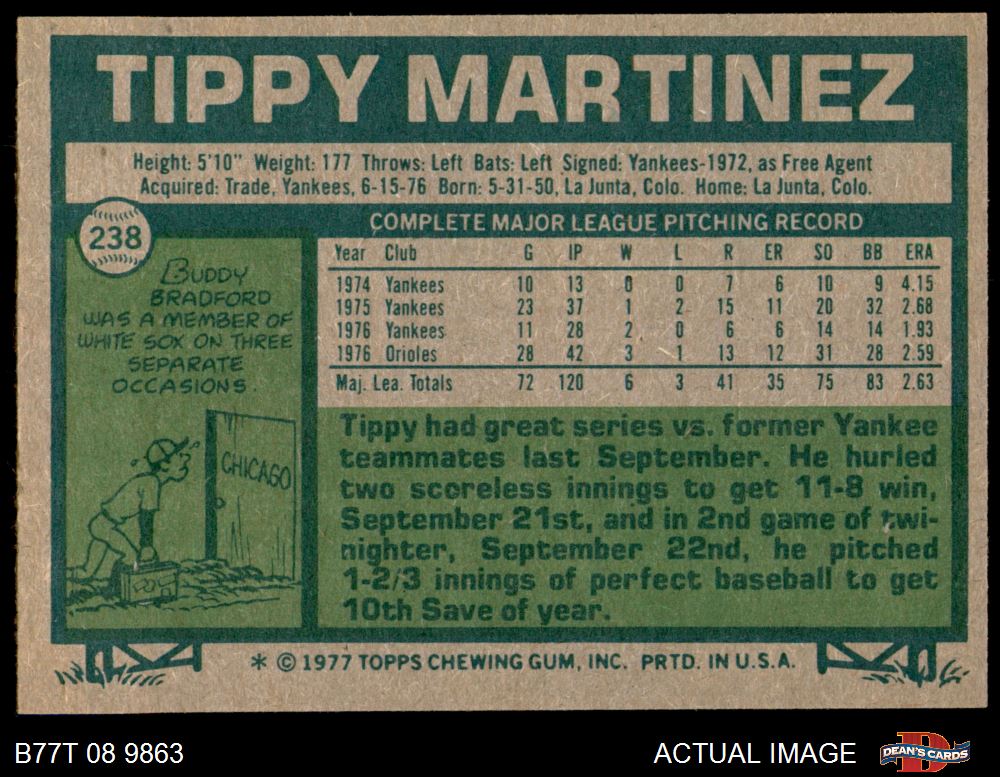 TIPPY MARTINEZ
Height: 5'10" Weight: 177 Throws: Left Bats: Left Signed: Yankees-1972, as Free Agent
Acquired: Trade, Yankees, 6-15-76 Born: 5-31-50, La Junta, Colo. Home: La Junta, Colo.
238
BUDDY
BRADFORD
WAS A MEMBER OF
WHITE SOX ON THREE
SEPARATE
OCCASIONS.
CHICAGO
COMPLETE MAJOR LEAGUE PITCHING RECORD
Year Club G IP W L R ER SO BB ERA
1974 Yankees 10 13 0 0 7 6 10 9 4.15
1975 Yankees 23 37 1 2 15 11 20 32 2.68
1976 Yankees 11 28 2 0 6 6 14 14 1.93
1976 Orioles 28 42 3 1 13 12 31 28 2.59
Maj. Lea. Totals 72 120 6 3 41 35 75 83 2.63
Tippy had great series vs. former Yankee
teammates last September. He hurled
two scoreless innings to get 11-8 win,
September 21st, and in 2nd game of twi-
nighter, September 22nd, he pitched
1-2/3 innings of perfect baseball to get
10th Save of year.
* © 1977 TOPPS CHEWING GUM, INC. PRTD. IN U.S.A.
B77T 08 9863
ACTUAL IMAGE
DEAN'S CARDS